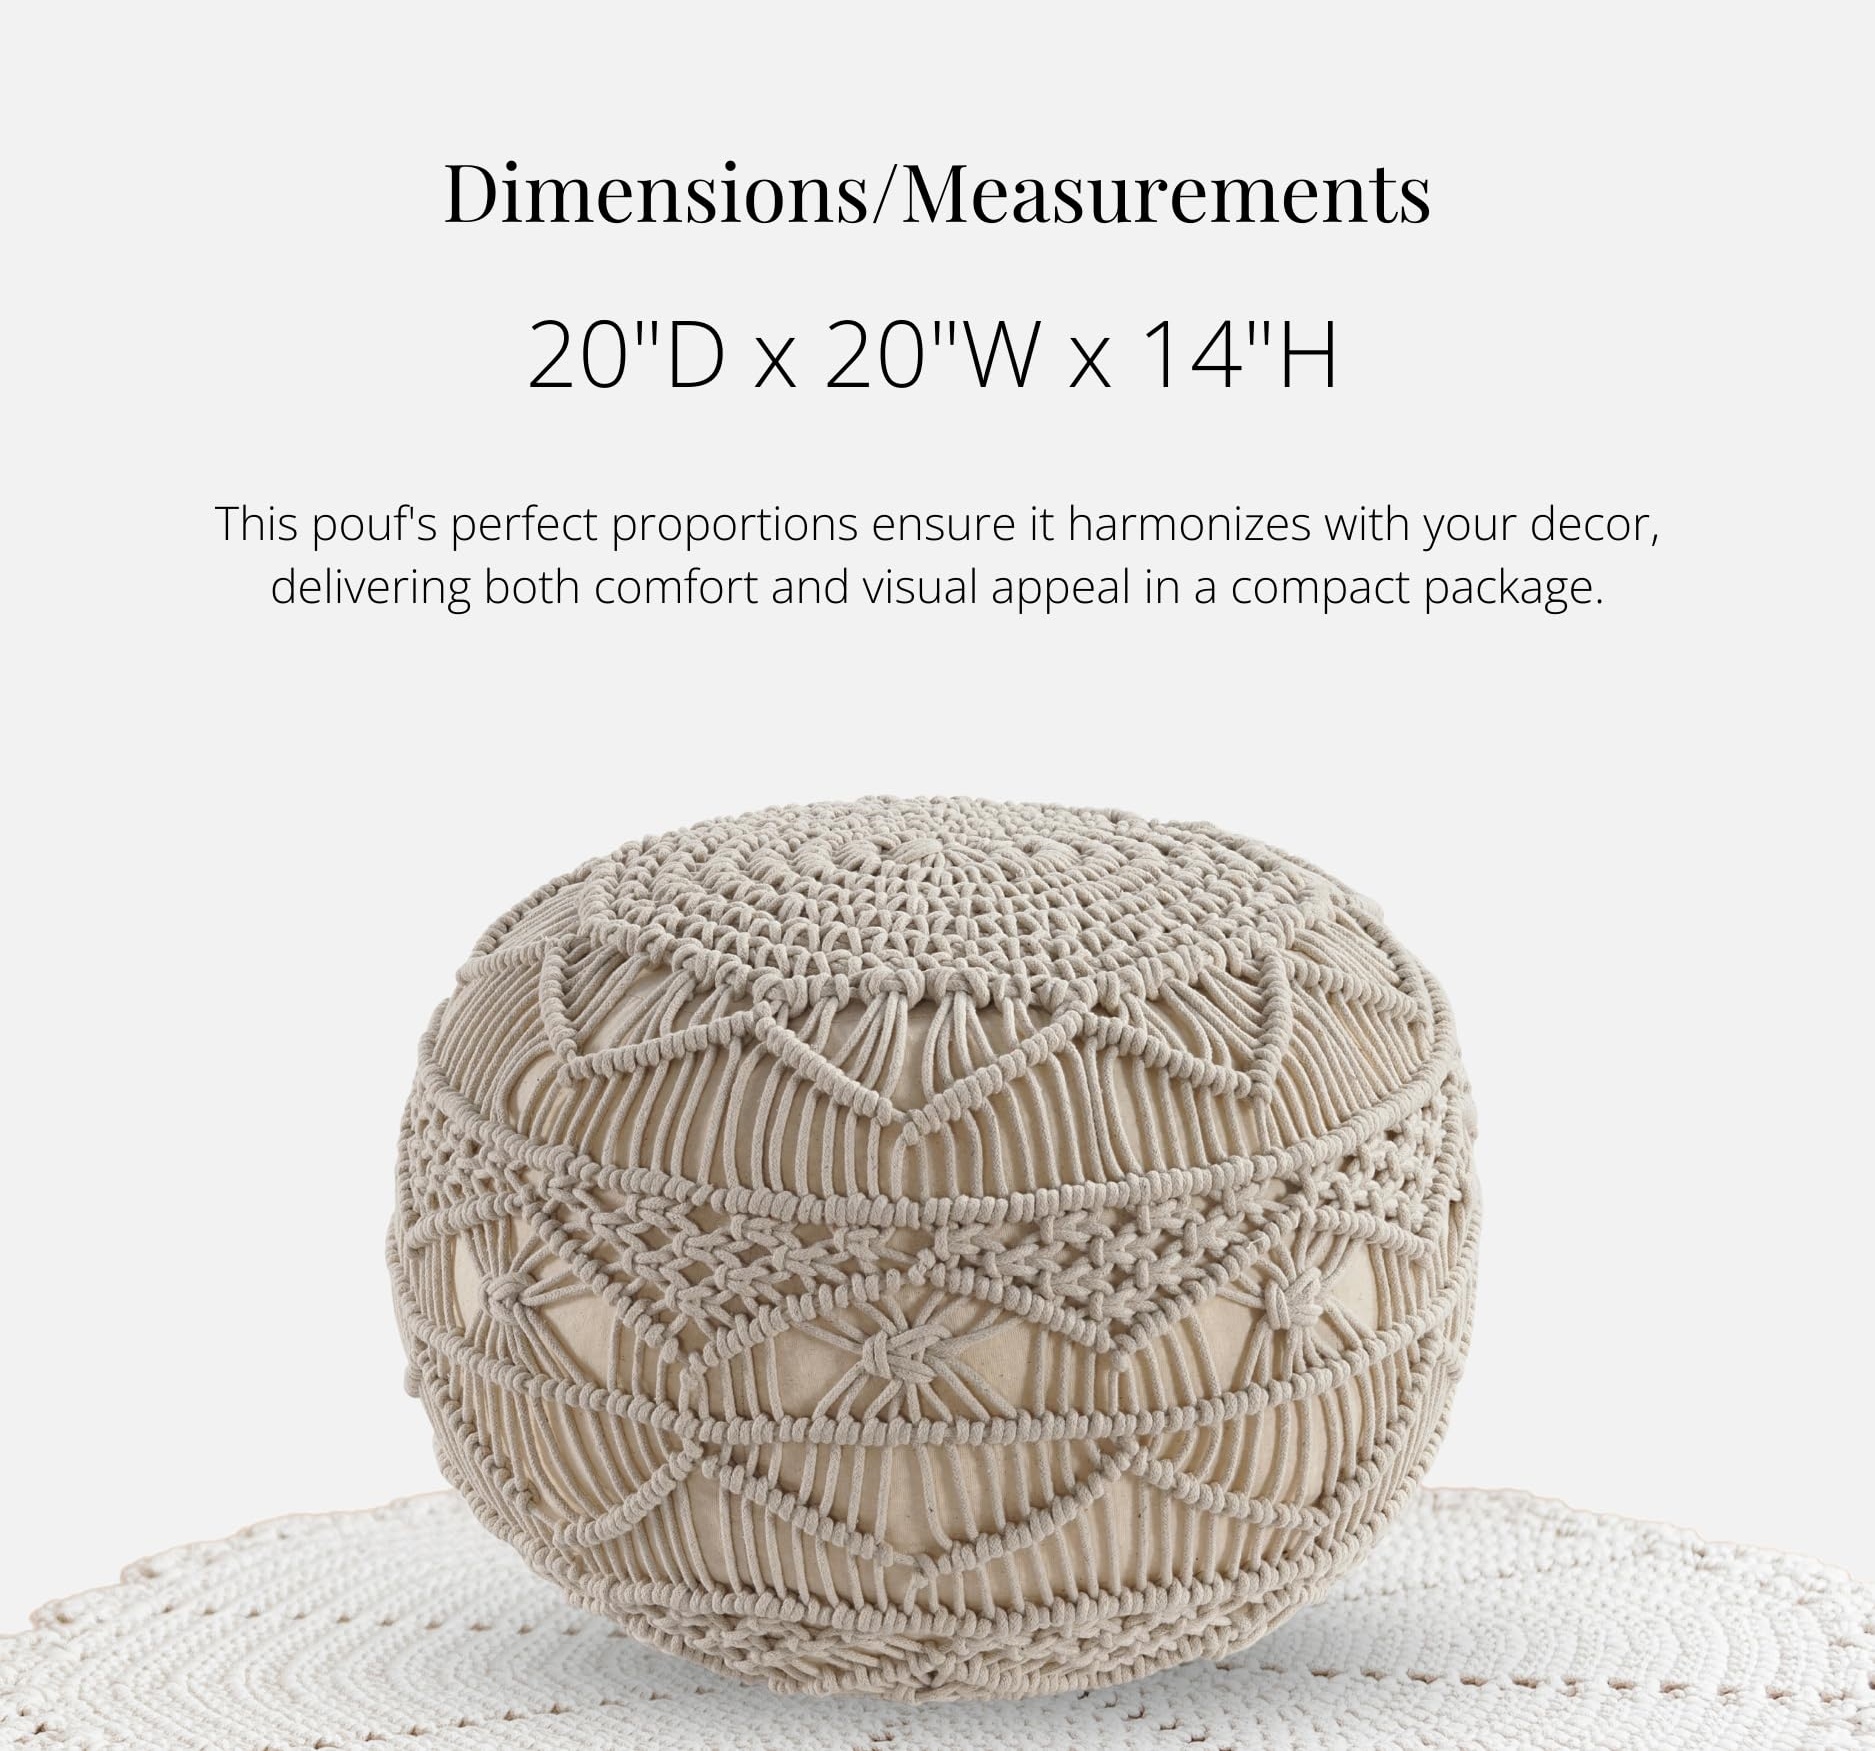 Dimensions/Measurements
20"D x 20"W x 14"H
This pouf's perfect proportions ensure it harmonizes with your decor,
delivering both comfort and visual appeal in a compact package.